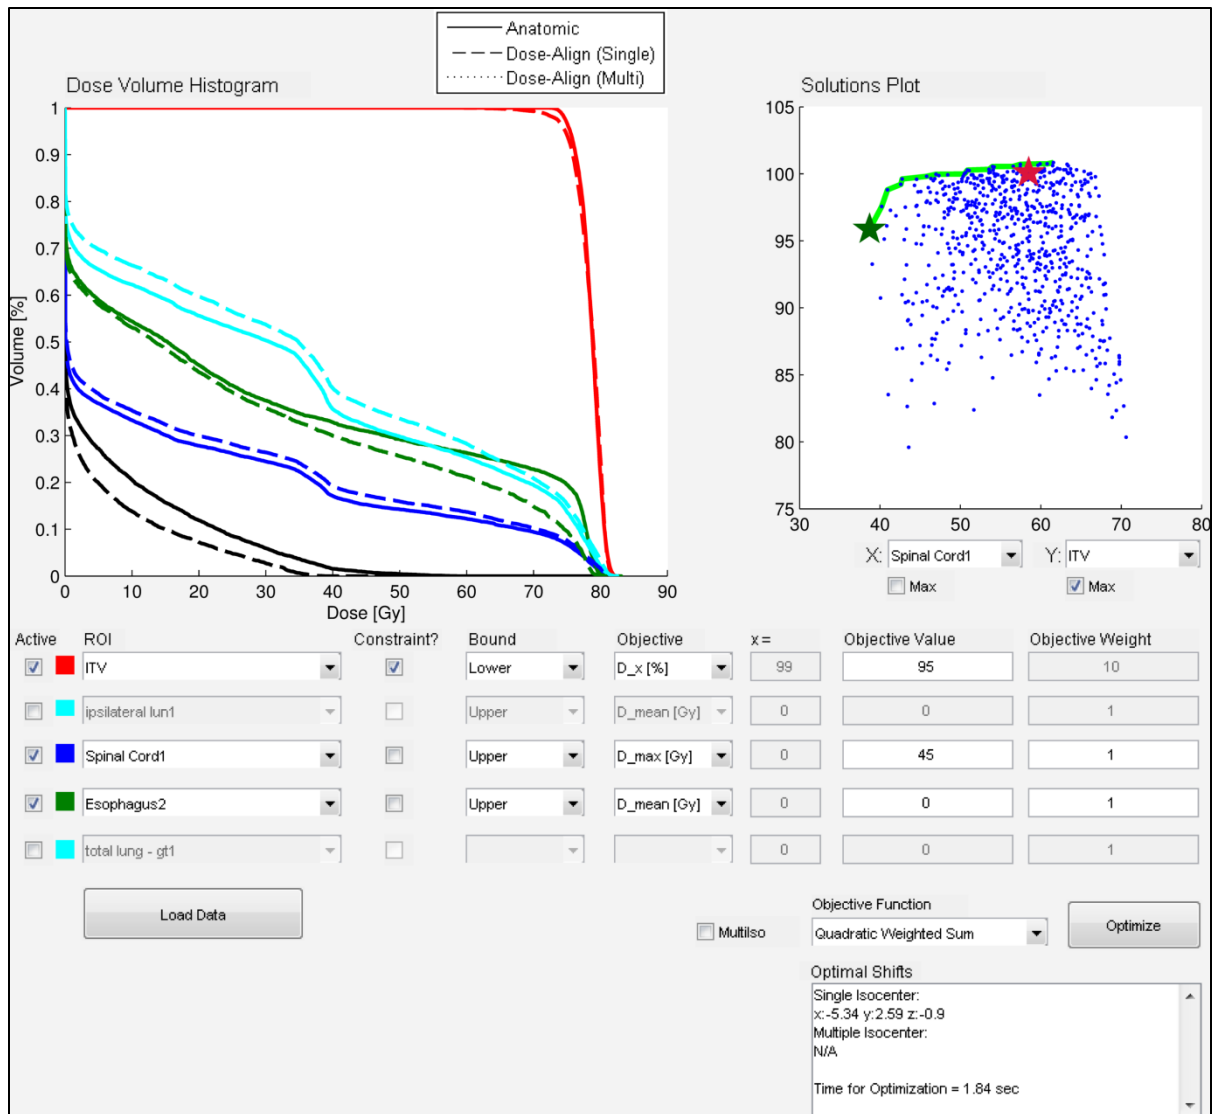 Anatomic
Dose-Align (Single)
Dose-Align (Multi)
Dose Volume Histogram
Solutions Plot
1
0.9
0.8
0.7
0.6
0.5
0.4
0.3
0.2
0.1
0
Volume [%]
0 10 20 30 40 50 60 70 80 90
Dose [Gy]
105
100
95
90
85
80
75
30 40 50 60 70 80
X: Spinal Cord1 Y: ITV
Max Max
Active ROI Constraint? Bound Objective x = Objective Value Objective Weight
ITV Lower D_x [%] 99 95 10
ipsilateral lun1 Upper D_mean [Gy] 0 0 1
Spinal Cord1 Upper D_max [Gy] 0 45 1
Esophagus2 Upper D_mean [Gy] 0 0 1
total lung - gt1 0 0 1
Load Data
Objective Function
MultiIso Quadratic Weighted Sum Optimize
Optimal Shifts
Single Isocenter:
x:-5.34 y:2.59 z:-0.9
Multiple Isocenter:
N/A
Time for Optimization = 1.84 sec